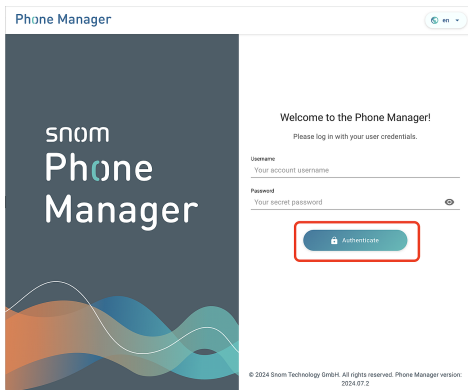 Phone Manager
en
snom
Phone
Manager
Welcome to the Phone Manager!
Please log in with your user credentials.
Username
Your account username
Password
Your secret password
Authenticate
© 2024 Snom Technology GmbH. All rights reserved. Phone Manager version:
2024.07.2